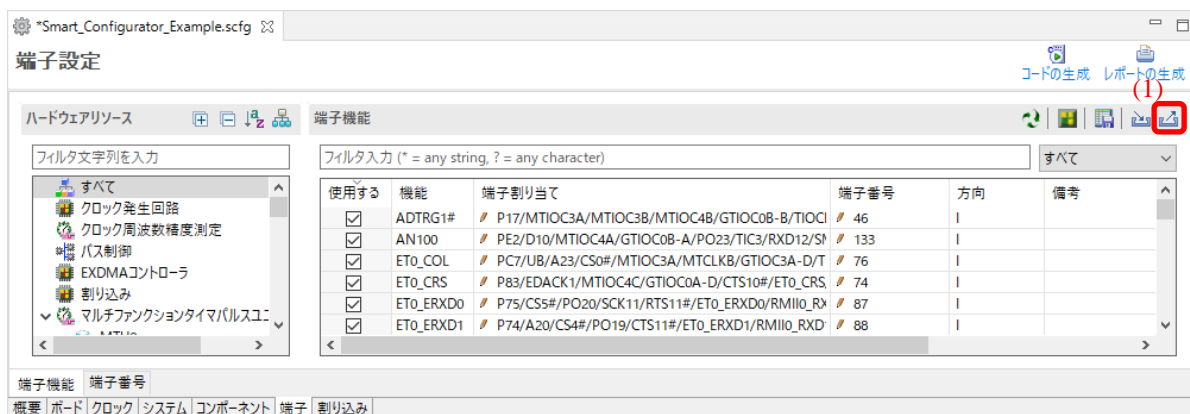 *Smart_Configurator_Example.scfg
端子設定
コードの生成 レポートの生成
(1)
ハードウェアリソース
端子機能
フィルタ文字列を入力
フィルタ入力 (* = any string, ? = any character)
すべて
すべて
クロック発生回路
クロック周波数精度測定
バス制御
EXDMAコントローラ
割り込み
マルチファンクションタイマパルスユニ
使用する 機能 端子割り当て 端子番号 方向 備考
ADTRG1# P17/MTIOC3A/MTIOC3B/MTIOC4B/GTIOC0B-B/TIOCI 46 I
AN100 PE2/D10/MTIOC4A/GTIOC0B-A/PO23/TIC3/RXD12/SM 133 I
ET0_COL PC7/UB/A23/CS0#/MTIOC3A/MTCLKB/GTIOC3A-D/T 76 I
ET0_CRS P83/EDACK1/MTIOC4C/GTIOC0A-D/CTS10#/ET0_CRS, 74 I
ET0_ERXD0 P75/CS5#/PO20/SCK11/RTS11#/ET0_ERXD0/RMII0_RX 87 I
ET0_ERXD1 P74/A20/CS4#/PO19/CTS11#/ET0_ERXD1/RMII0_RXD 88 I
端子機能 端子番号
概要 ボード クロック システム コンポーネント 端子 割り込み